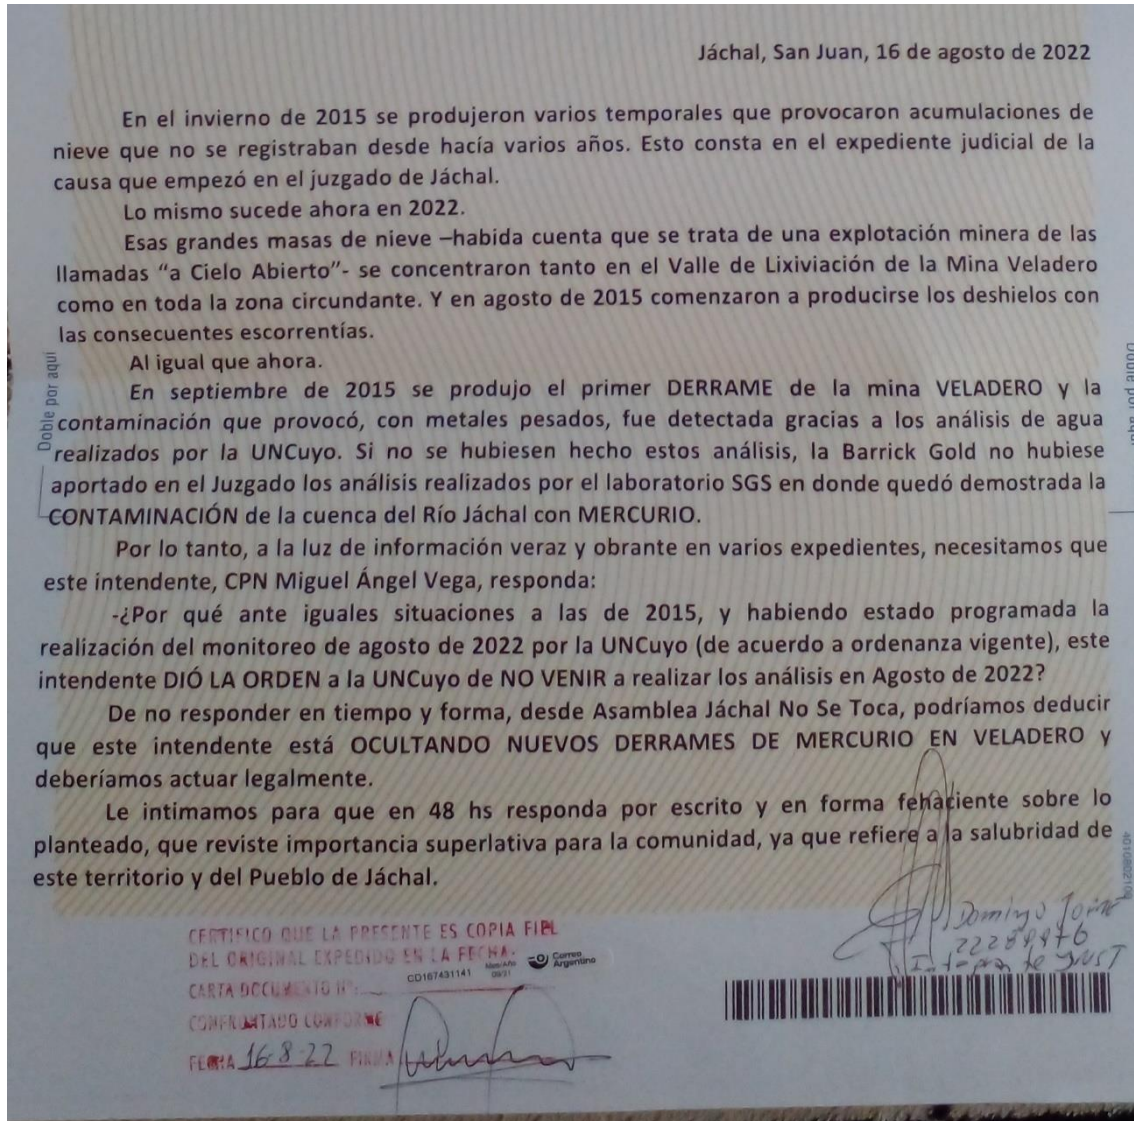 Jáchal, San Juan, 16 de agosto de 2022
En el invierno de 2015 se produjeron varios temporales que provocaron acumulaciones de
nieve que no se registraban desde hacía varios años. Esto consta en el expediente judicial de la
causa que empezó en el juzgado de Jáchal.
Lo mismo sucede ahora en 2022.
Esas grandes masas de nieve –habida cuenta que se trata de una explotación minera de las
llamadas “a Cielo Abierto”- se concentraron tanto en el Valle de Lixiviación de la Mina Veladero
como en toda la zona circundante. Y en agosto de 2015 comenzaron a producirse los deshielos con
las consecuentes escorrentías.
Al igual que ahora.
En septiembre de 2015 se produjo el primer DERRAME de la mina VELADERO y la
contaminación que provocó, con metales pesados, fue detectada gracias a los análisis de agua
realizados por la UNCuyo. Si no se hubiesen hecho estos análisis, la Barrick Gold no hubiese
aportado en el Juzgado los análisis realizados por el laboratorio SGS en donde quedó demostrada la
CONTAMINACIÓN de la cuenca del Río Jáchal con MERCURIO.
Por lo tanto, a la luz de información veraz y obrante en varios expedientes, necesitamos que
este intendente, CPN Miguel Ángel Vega, responda:
-¿Por qué ante iguales situaciones a las de 2015, y habiendo estado programada la
realización del monitoreo de agosto de 2022 por la UNCuyo (de acuerdo a ordenanza vigente), este
intendente DIÓ LA ORDEN a la UNCuyo de NO VENIR a realizar los análisis en Agosto de 2022?
De no responder en tiempo y forma, desde Asamblea Jáchal No Se Toca, podríamos deducir
que este intendente está OCULTANDO NUEVOS DERRAMES DE MERCURIO EN VELADERO y
deberíamos actuar legalmente.
Le intimamos para que en 48 hs responda por escrito y en forma fehaciente sobre lo
planteado, que reviste importancia superlativa para la comunidad, ya que refiere a la salubridad de
este territorio y del Pueblo de Jáchal.
Doble por aquí
Doble por aquí
CERTIFICO QUE LA PRESENTE ES COPIA FIEL
DEL ORIGINAL EXPEDIDO EN LA FECHA.
Correo
Argentino
CD167431141
CARTA DOCUMENTO Nº:
CONFRONTADO CONFORME
FECHA 16-8-22 FIRMA
Domingo